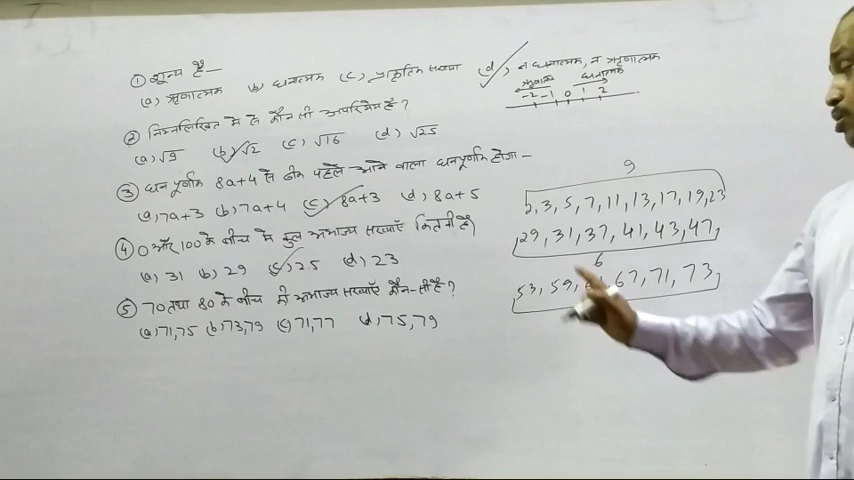 ① शून्य है—
(a) ऋणात्मक (b) धनात्मक (c) प्राकृतिक संख्या (d) न धनात्मक, न ऋणात्मक
② निम्नलिखित में से कौन सी अपरिमेय है?
(a) √9 (b) √2 (c) √16 (d) √25
③ धन पूर्णांक 8a+4 से ठीक पहले आने वाला धनपूर्णांक होगा –
(a) 7a+3 (b) 7a+4 (c) 8a+3 (d) 8a+5
④ 0 और 100 के बीच में कुल अभाज्य संख्याएँ कितनी है?
(a) 31 (b) 29 (c) 25 (d) 23
⑤ 70 तथा 80 के बीच की अभाज्य संख्याएँ कौन-सी है?
(a) 71,75 (b) 73,79 (c) 71,77 (d) 75,79
ऋणात्मक धनात्मक
-2 -1 0 1 2
9
2, 3, 5, 7, 11, 13, 17, 19, 23
29, 31, 37, 41, 43, 47,
6
53, 59, 61, 67, 71, 73,